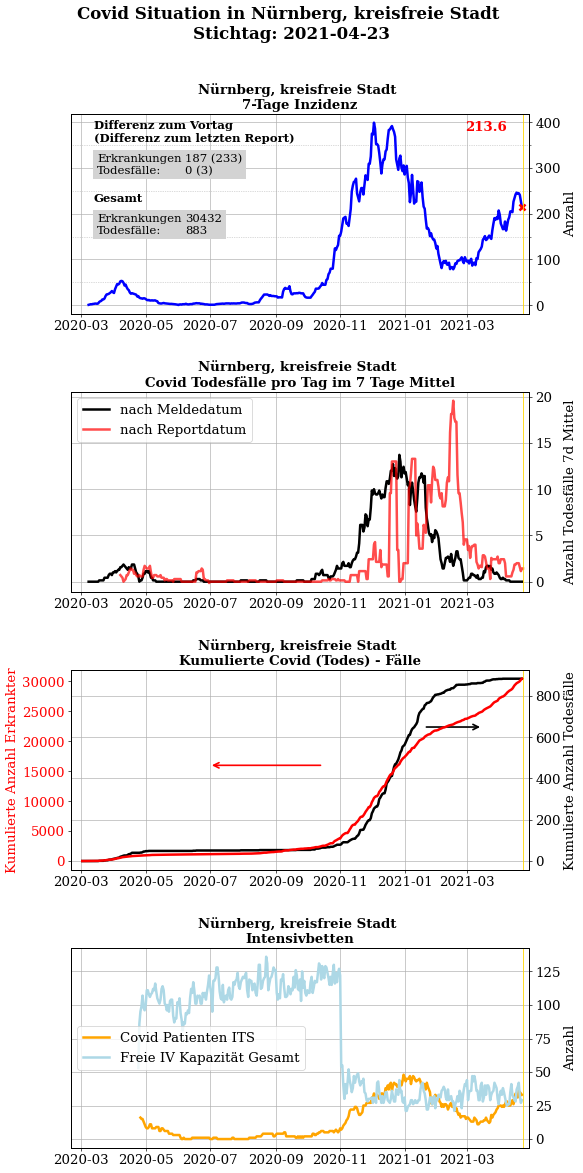 Covid Situation in Nürnberg, kreisfreie Stadt
Stichtag: 2021-04-23
Nürnberg, kreisfreie Stadt
7-Tage Inzidenz
Differenz zum Vortag
(Differenz zum letzten Report)
Erkrankungen 187 (233)
Todesfälle: 0 (3)
Gesamt
Erkrankungen 30432
Todesfälle: 883
213.6
400
300
200
100
0
Anzahl
2020-03 2020-05 2020-07 2020-09 2020-11 2021-01 2021-03
Nürnberg, kreisfreie Stadt
Covid Todesfälle pro Tag im 7 Tage Mittel
nach Meldedatum
nach Reportdatum
20
15
10
5
0
Anzahl Todesfälle 7d Mittel
2020-03 2020-05 2020-07 2020-09 2020-11 2021-01 2021-03
Nürnberg, kreisfreie Stadt
Kumulierte Covid (Todes) - Fälle
Kumulierte Anzahl Erkrankter
30000
25000
20000
15000
10000
5000
0
800
600
400
200
0
Kumulierte Anzahl Todesfälle
2020-03 2020-05 2020-07 2020-09 2020-11 2021-01 2021-03
Nürnberg, kreisfreie Stadt
Intensivbetten
Covid Patienten ITS
Freie IV Kapazität Gesamt
125
100
75
50
25
0
Anzahl
2020-03 2020-05 2020-07 2020-09 2020-11 2021-01 2021-03